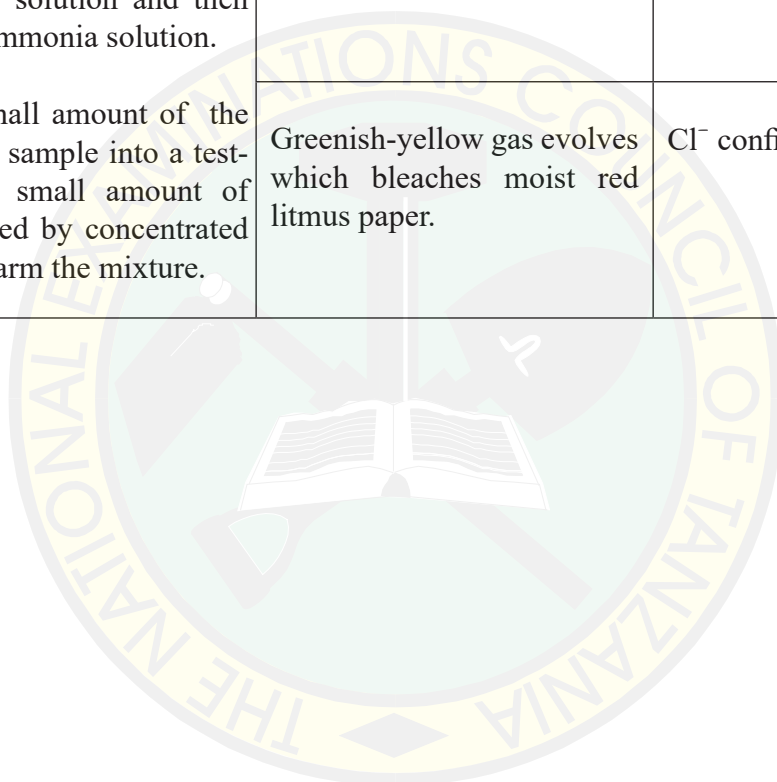 solution and then
mmonia solution.
mall amount of the
sample into a test-
small amount of
ed by concentrated
arm the mixture.
Greenish-yellow gas evolves
which bleaches moist red
litmus paper.
Cl⁻ confi
THE NATIONAL EXAMINATIONS COUNCIL OF TANZANIA